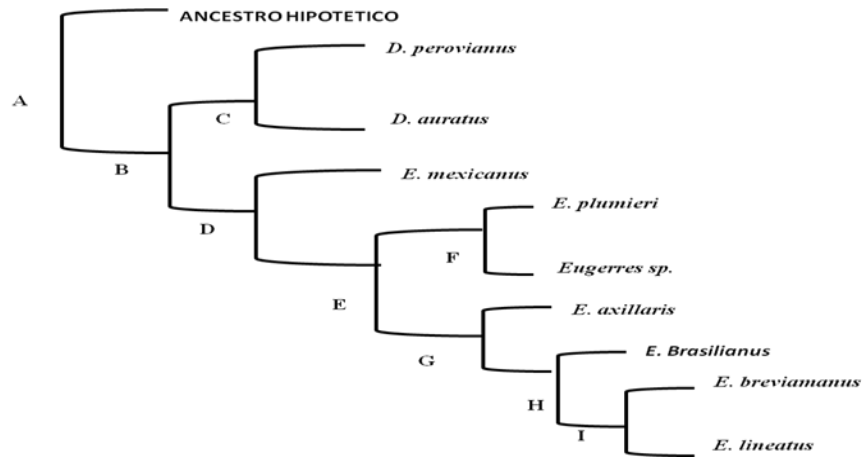 ANCESTRO HIPOTETICO
D. perovianus
A
C
D. auratus
B
E. mexicanus
E. plumieri
D
F
Eugerres sp.
E
E. axillaris
G
E. Brasilianus
E. breviamanus
H
I
E. lineatus